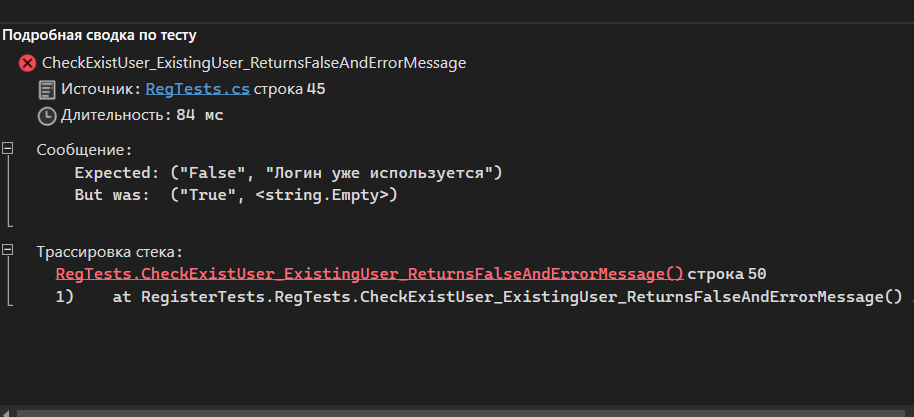 Подробная сводка по тесту
CheckExistUser_ExistingUser_ReturnsFalseAndErrorMessage
Источник: RegTests.cs строка 45
Длительность: 84 мс
Сообщение:
Expected: ("False", "Логин уже используется")
But was: ("True", <string.Empty>)
Трассировка стека:
RegTests.CheckExistUser_ExistingUser_ReturnsFalseAndErrorMessage() строка 50
1) at RegisterTests.RegTests.CheckExistUser_ExistingUser_ReturnsFalseAndErrorMessage()